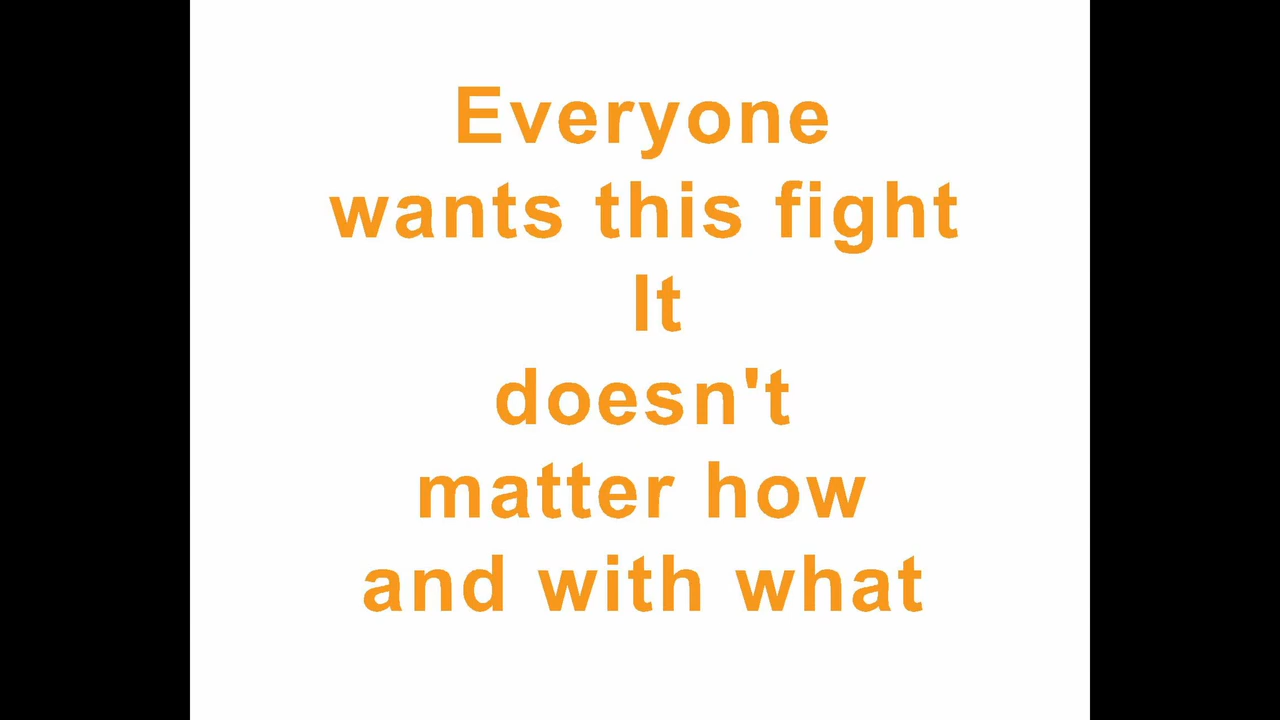 Everyone
wants this fight
It
doesn't
matter how
and with what